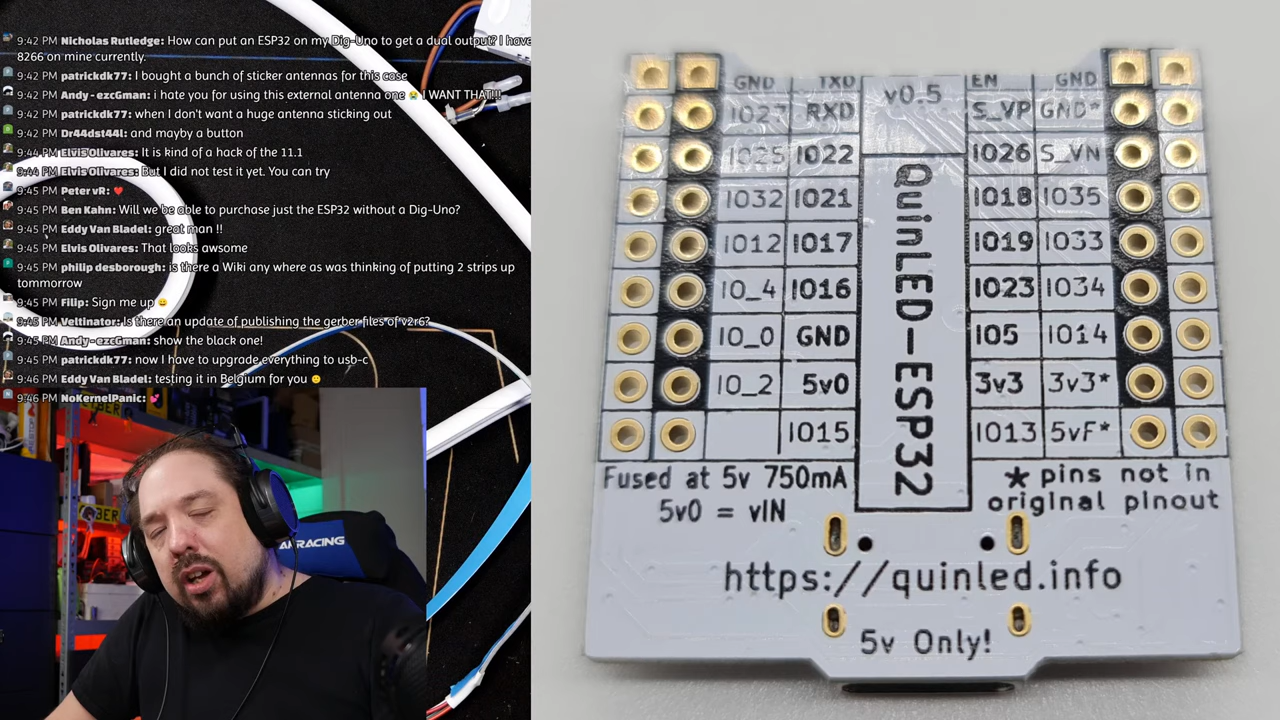 9:42 PM Nicholas Rutledge: How can put an ESP32 on my Dig-Uno to get a dual output? I have
8266 on mine currently.
9:42 PM patrickdk77: I bought a bunch of sticker antennas for this case
9:42 PM Andy - ezcGman: i hate you for using this external antenna one 😭 I WANT THAT!!!
9:42 PM patrickdk77: when I don't want a huge antenna sticking out
9:42 PM Dr44dst44l: and mayby a button
9:44 PM Elvis Olivares: It is kind of a hack of the 11.1
9:44 PM Elvis Olivares: But I did not test it yet. You can try
9:45 PM Peter vR: ❤️
9:45 PM Ben Kahn: Will we be able to purchase just the ESP32 without a Dig-Uno?
9:45 PM Eddy Van Bladel: great man !!
9:45 PM Elvis Olivares: That looks awsome
9:45 PM philip desborough: is there a Wiki any where as was thinking of putting 2 strips up
tomorrow
9:45 PM Filip: Sign me up 😀
9:45 PM Veltinator: Is there an update of publishing the gerber files of v2r6?
9:45 PM Andy - ezcGman: show the black one!
9:45 PM patrickdk77: now I have to upgrade everything to usb-c
9:46 PM Eddy Van Bladel: testing it in Belgium for you 🙂
9:46 PM NoKernelPanic: 💕
CYBER
RACING
GND TXD v0.5 EN GND
IO27 RXD S_VP GND*
IO25 IO22 IO26 S_VN
IO32 IO21 IO18 IO35
IO12 IO17 IO19 IO33
IO_4 IO16 IO23 IO34
IO_0 GND IO5 IO14
IO_2 5v0 3v3 3v3*
IO15 IO13 5vF*
QuinLED-ESP32
Fused at 5v 750mA
5v0 = vIN
* pins not in
original pinout
https://quinled.info
5v Only!